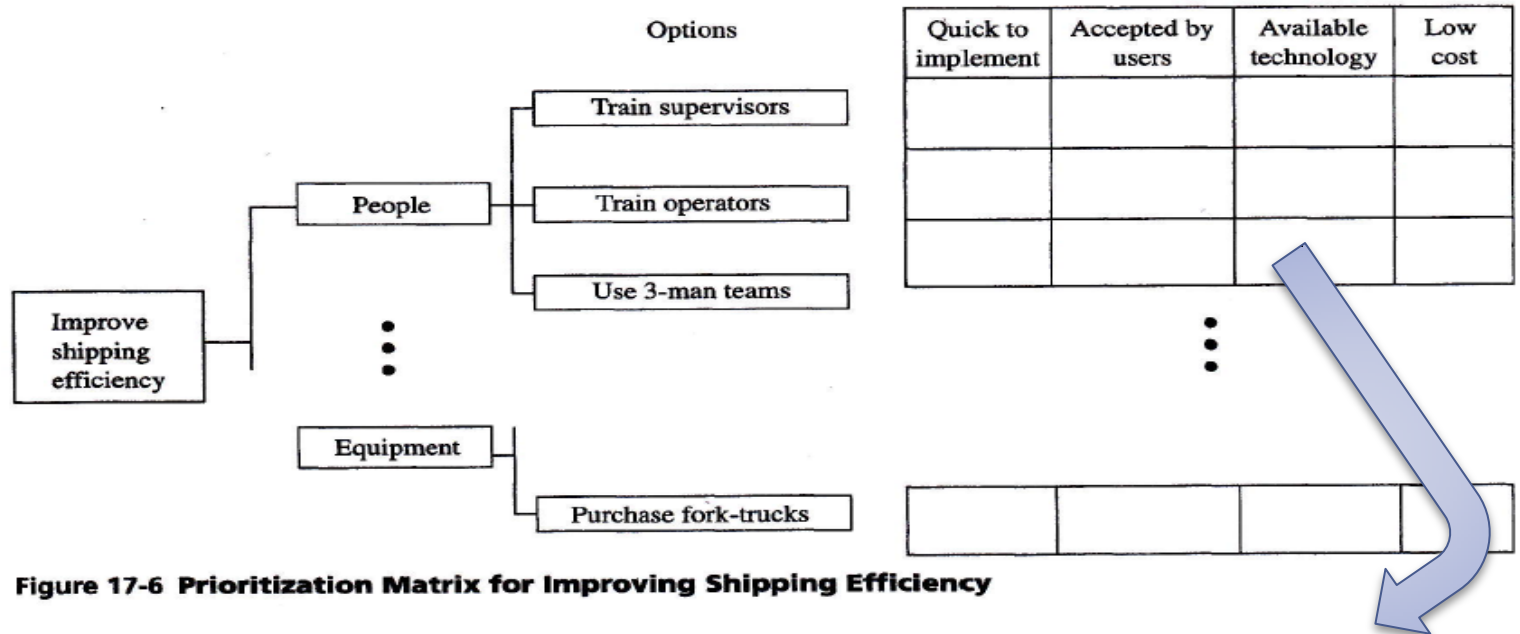 Options
Quick to
implement
Accepted by
users
Available
technology
Low
cost
Train supervisors
People
Train operators
Use 3-man teams
Improve
shipping
efficiency
Equipment
Purchase fork-trucks
Figure 17-6 Prioritization Matrix for Improving Shipping Efficiency